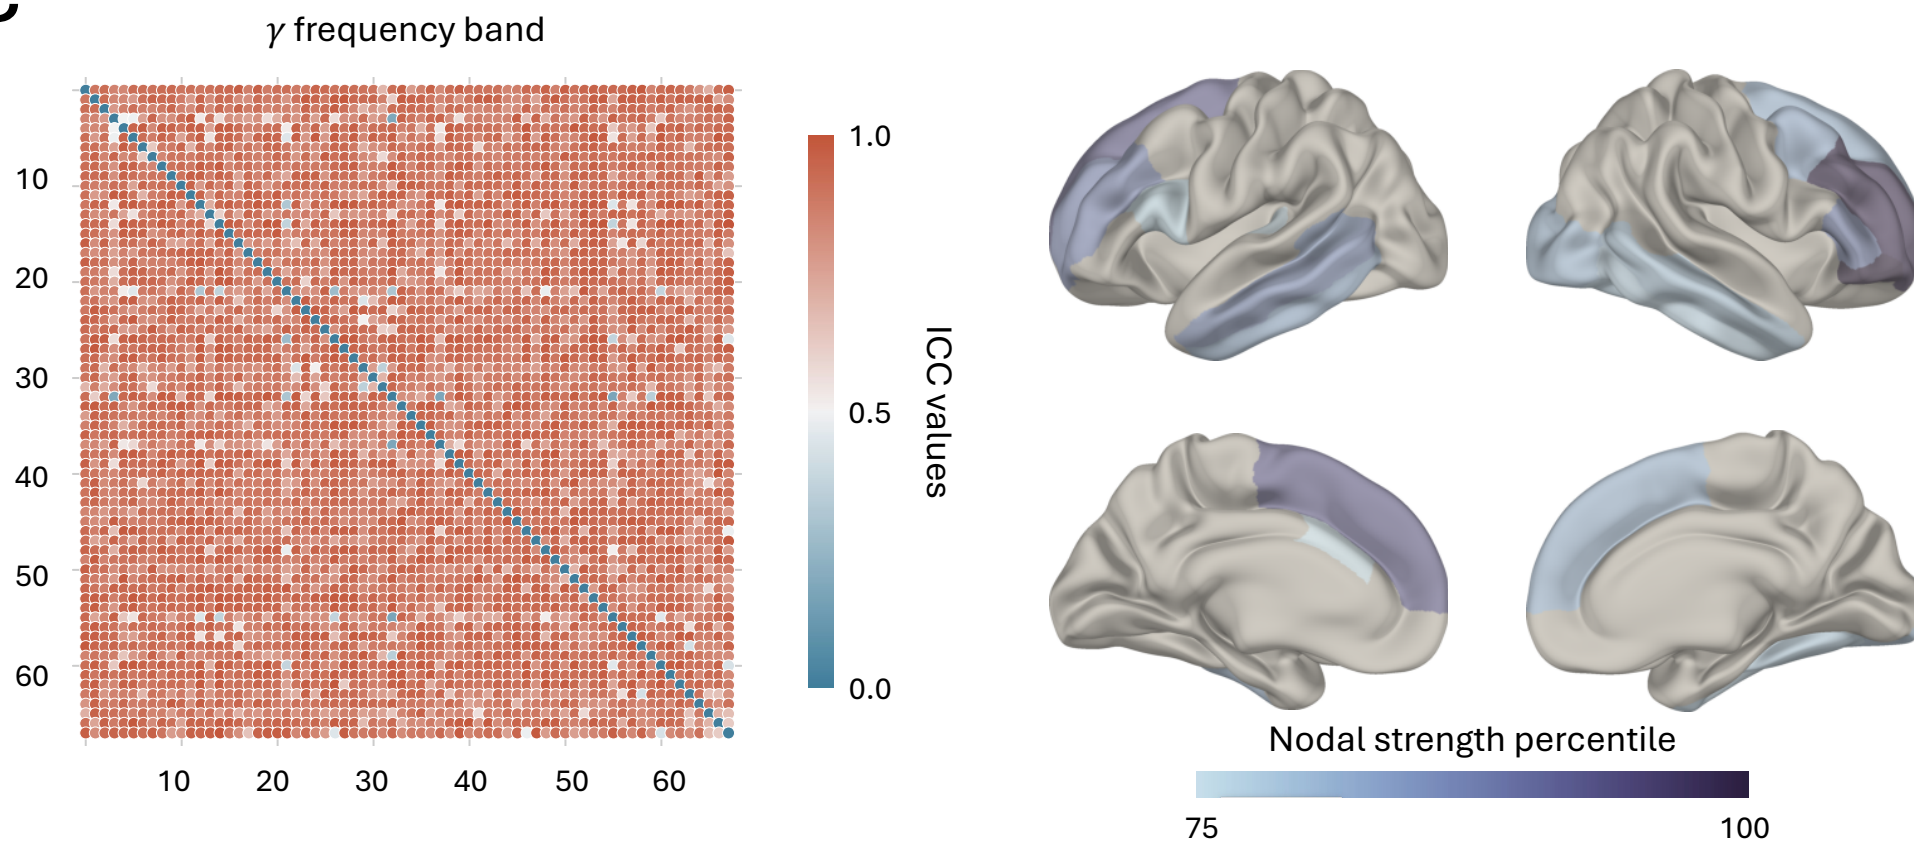 γ frequency band
10
20
30
40
50
60
10 20 30 40 50 60
1.0
0.5
0.0
ICC values
Nodal strength percentile
75 100